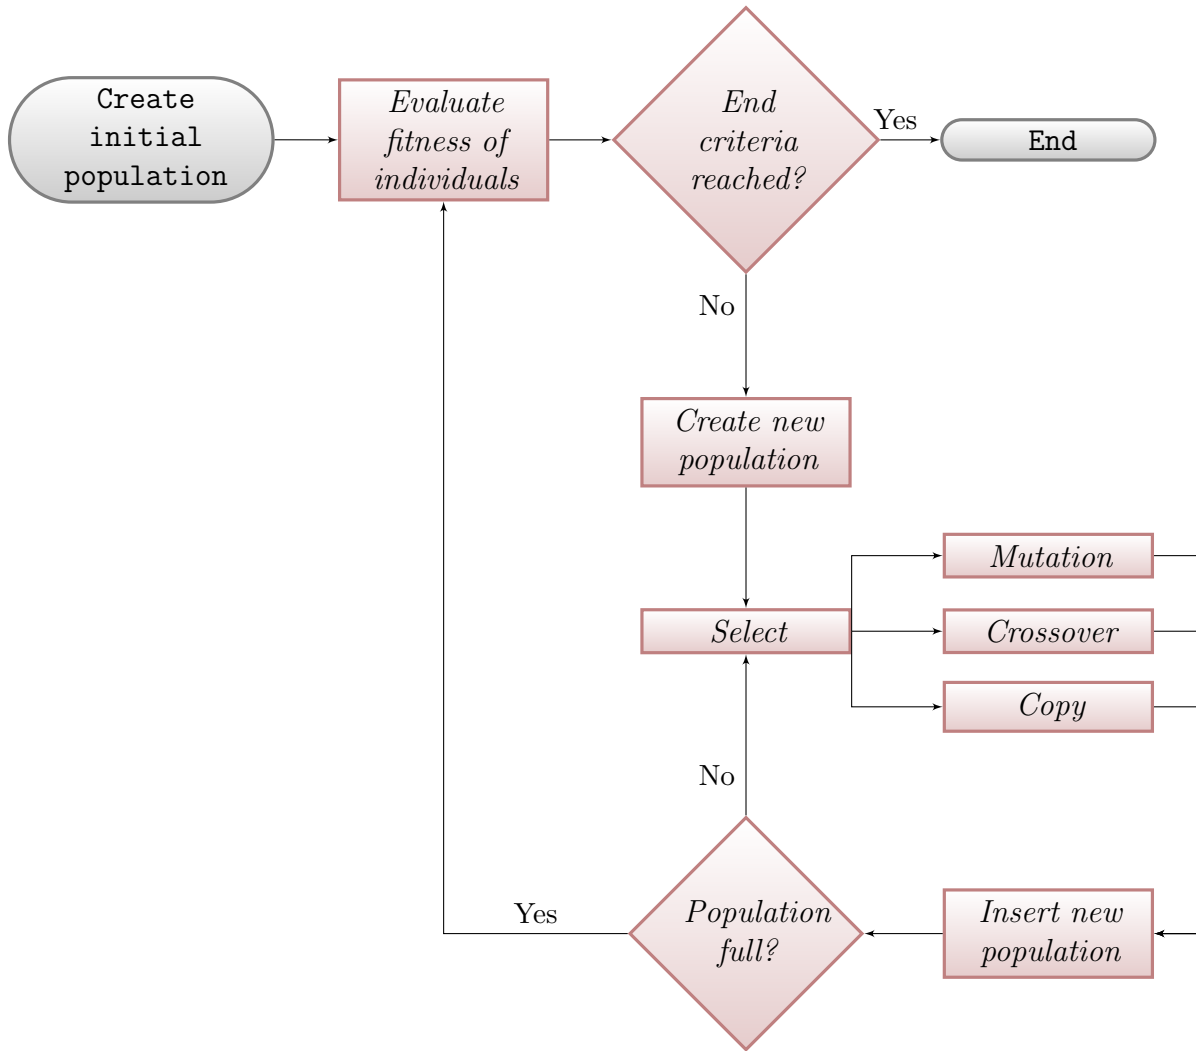 Create
initial
population
Evaluate
fitness of
individuals
End
criteria
reached?
Yes
End
No
Create new
population
Mutation
Select
Crossover
Copy
No
Yes
Population
full?
Insert new
population